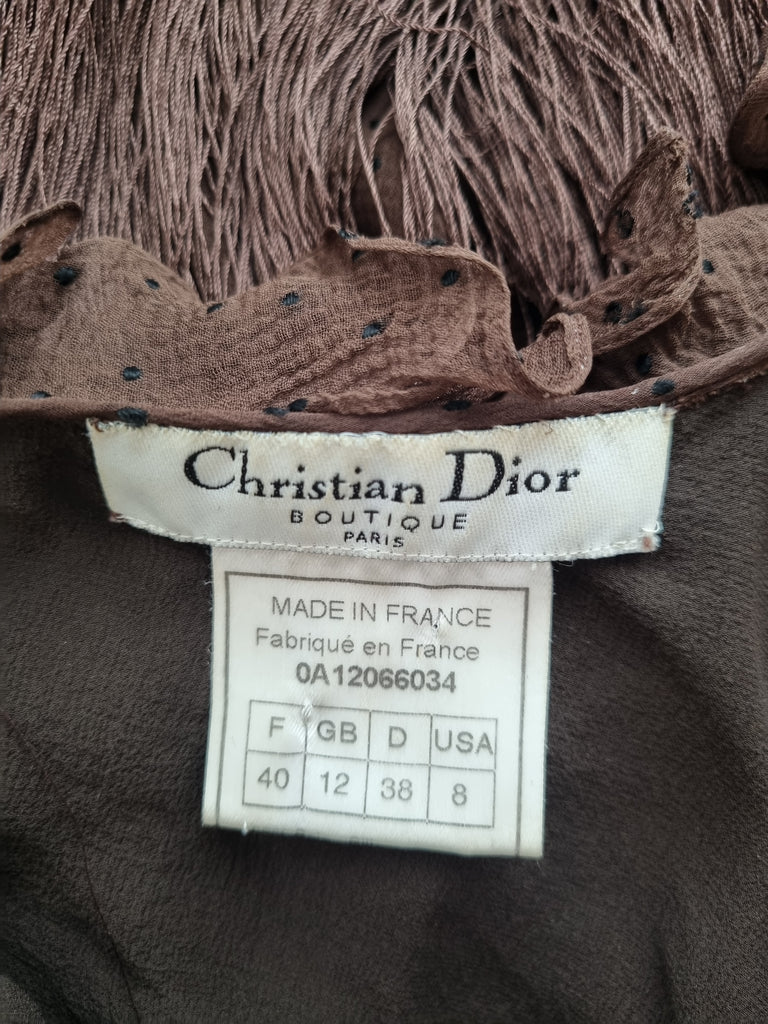 Christian Dior
BOUTIQUE
PARIS
MADE IN FRANCE
Fabriqué en France
0A12066034
F GB D USA
40 12 38 8